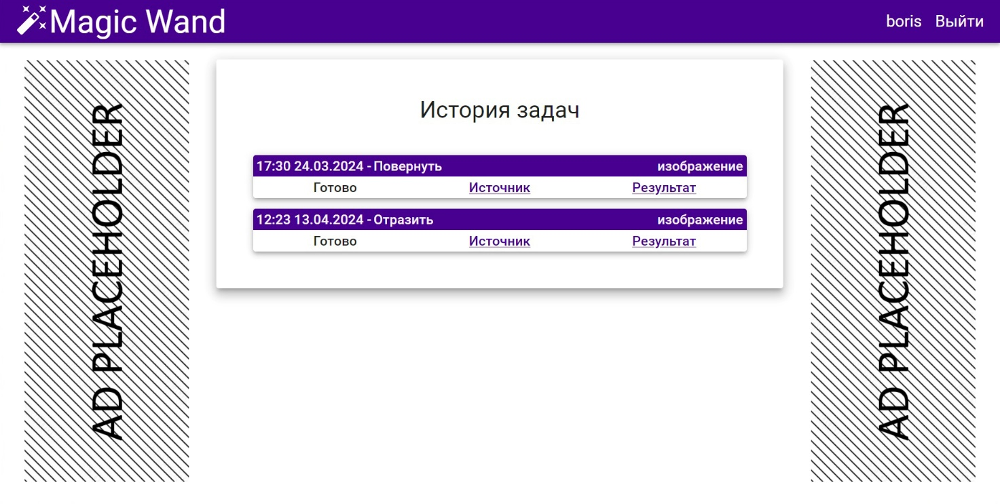 Magic Wand
boris Выйти
AD PLACEHOLDER
История задач
17:30 24.03.2024 - Повернуть изображение
Готово Источник Результат
12:23 13.04.2024 - Отразить изображение
Готово Источник Результат
AD PLACEHOLDER